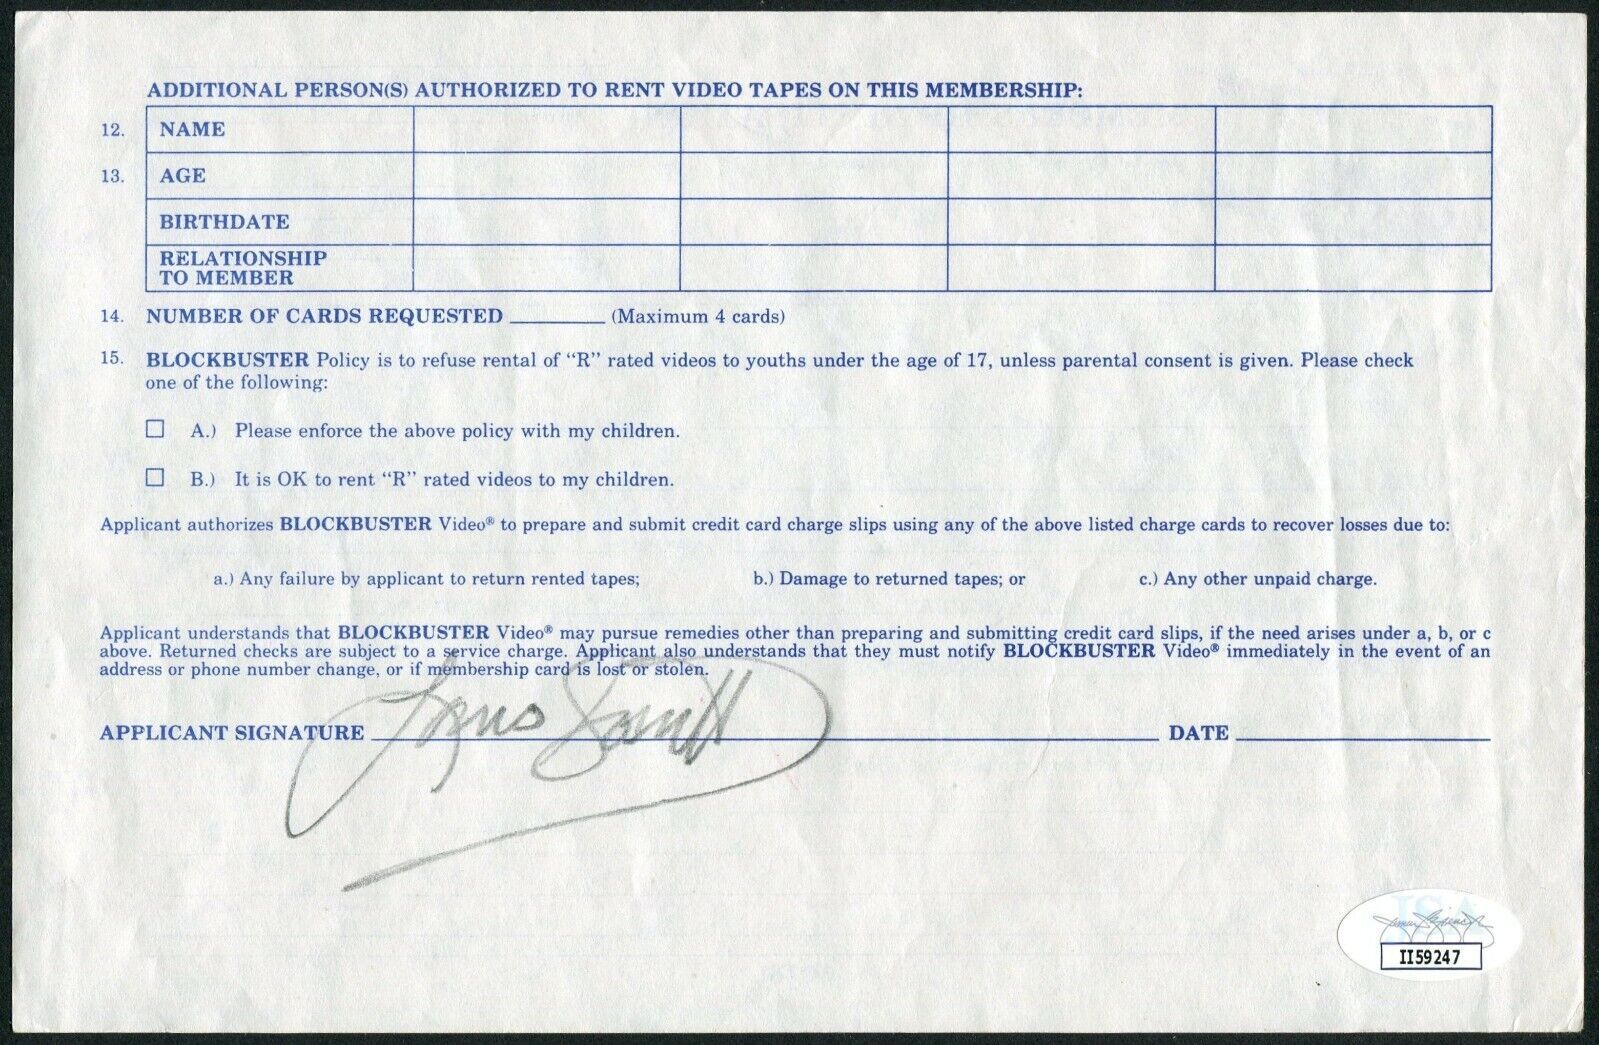 ADDITIONAL PERSON(S) AUTHORIZED TO RENT VIDEO TAPES ON THIS MEMBERSHIP:
12. NAME
13. AGE
BIRTHDATE
RELATIONSHIP
TO MEMBER
14. NUMBER OF CARDS REQUESTED ________ (Maximum 4 cards)
15. BLOCKBUSTER Policy is to refuse rental of “R” rated videos to youths under the age of 17, unless parental consent is given. Please check
one of the following:
☐ A.) Please enforce the above policy with my children.
☐ B.) It is OK to rent “R” rated videos to my children.
Applicant authorizes BLOCKBUSTER Video® to prepare and submit credit card charge slips using any of the above listed charge cards to recover losses due to:
a.) Any failure by applicant to return rented tapes; b.) Damage to returned tapes; or c.) Any other unpaid charge.
Applicant understands that BLOCKBUSTER Video® may pursue remedies other than preparing and submitting credit card slips, if the need arises under a, b, or c
above. Returned checks are subject to a service charge. Applicant also understands that they must notify BLOCKBUSTER Video® immediately in the event of an
address or phone number change, or if membership card is lost or stolen.
APPLICANT SIGNATURE ________ DATE ________
II59247